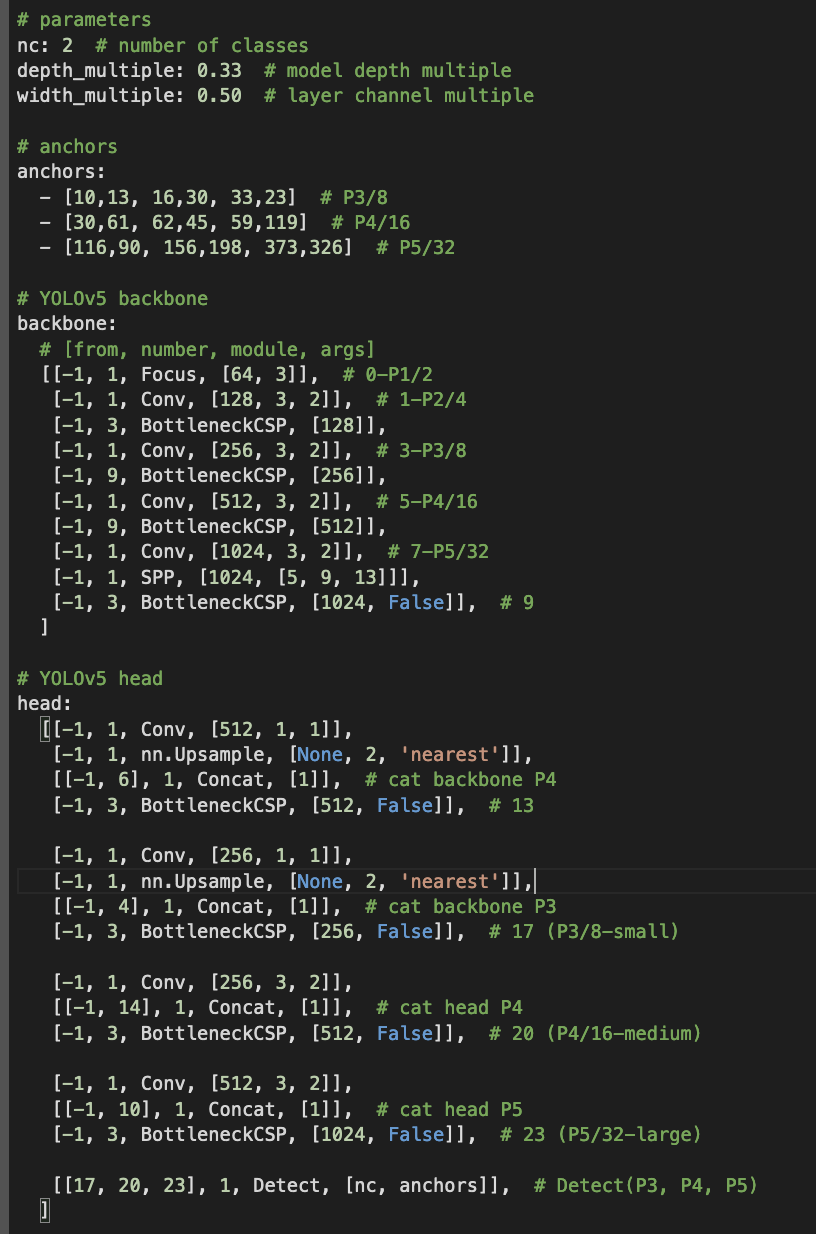 # parameters
nc: 2  # number of classes
depth_multiple: 0.33  # model depth multiple
width_multiple: 0.50  # layer channel multiple

# anchors
anchors:
  - [10,13, 16,30, 33,23]  # P3/8
  - [30,61, 62,45, 59,119]  # P4/16
  - [116,90, 156,198, 373,326]  # P5/32

# YOLOv5 backbone
backbone:
  # [from, number, module, args]
  [[-1, 1, Focus, [64, 3]],  # 0-P1/2
   [-1, 1, Conv, [128, 3, 2]],  # 1-P2/4
   [-1, 3, BottleneckCSP, [128]],
   [-1, 1, Conv, [256, 3, 2]],  # 3-P3/8
   [-1, 9, BottleneckCSP, [256]],
   [-1, 1, Conv, [512, 3, 2]],  # 5-P4/16
   [-1, 9, BottleneckCSP, [512]],
   [-1, 1, Conv, [1024, 3, 2]],  # 7-P5/32
   [-1, 1, SPP, [1024, [5, 9, 13]]],
   [-1, 3, BottleneckCSP, [1024, False]],  # 9
  ]

# YOLOv5 head
head:
  [[-1, 1, Conv, [512, 1, 1]],
   [-1, 1, nn.Upsample, [None, 2, 'nearest']],
   [[-1, 6], 1, Concat, [1]],  # cat backbone P4
   [-1, 3, BottleneckCSP, [512, False]],  # 13

   [-1, 1, Conv, [256, 1, 1]],
   [-1, 1, nn.Upsample, [None, 2, 'nearest']],
   [[-1, 4], 1, Concat, [1]],  # cat backbone P3
   [-1, 3, BottleneckCSP, [256, False]],  # 17 (P3/8-small)

   [-1, 1, Conv, [256, 3, 2]],
   [[-1, 14], 1, Concat, [1]],  # cat head P4
   [-1, 3, BottleneckCSP, [512, False]],  # 20 (P4/16-medium)

   [-1, 1, Conv, [512, 3, 2]],
   [[-1, 10], 1, Concat, [1]],  # cat head P5
   [-1, 3, BottleneckCSP, [1024, False]],  # 23 (P5/32-large)

   [[17, 20, 23], 1, Detect, [nc, anchors]],  # Detect(P3, P4, P5)
  ]